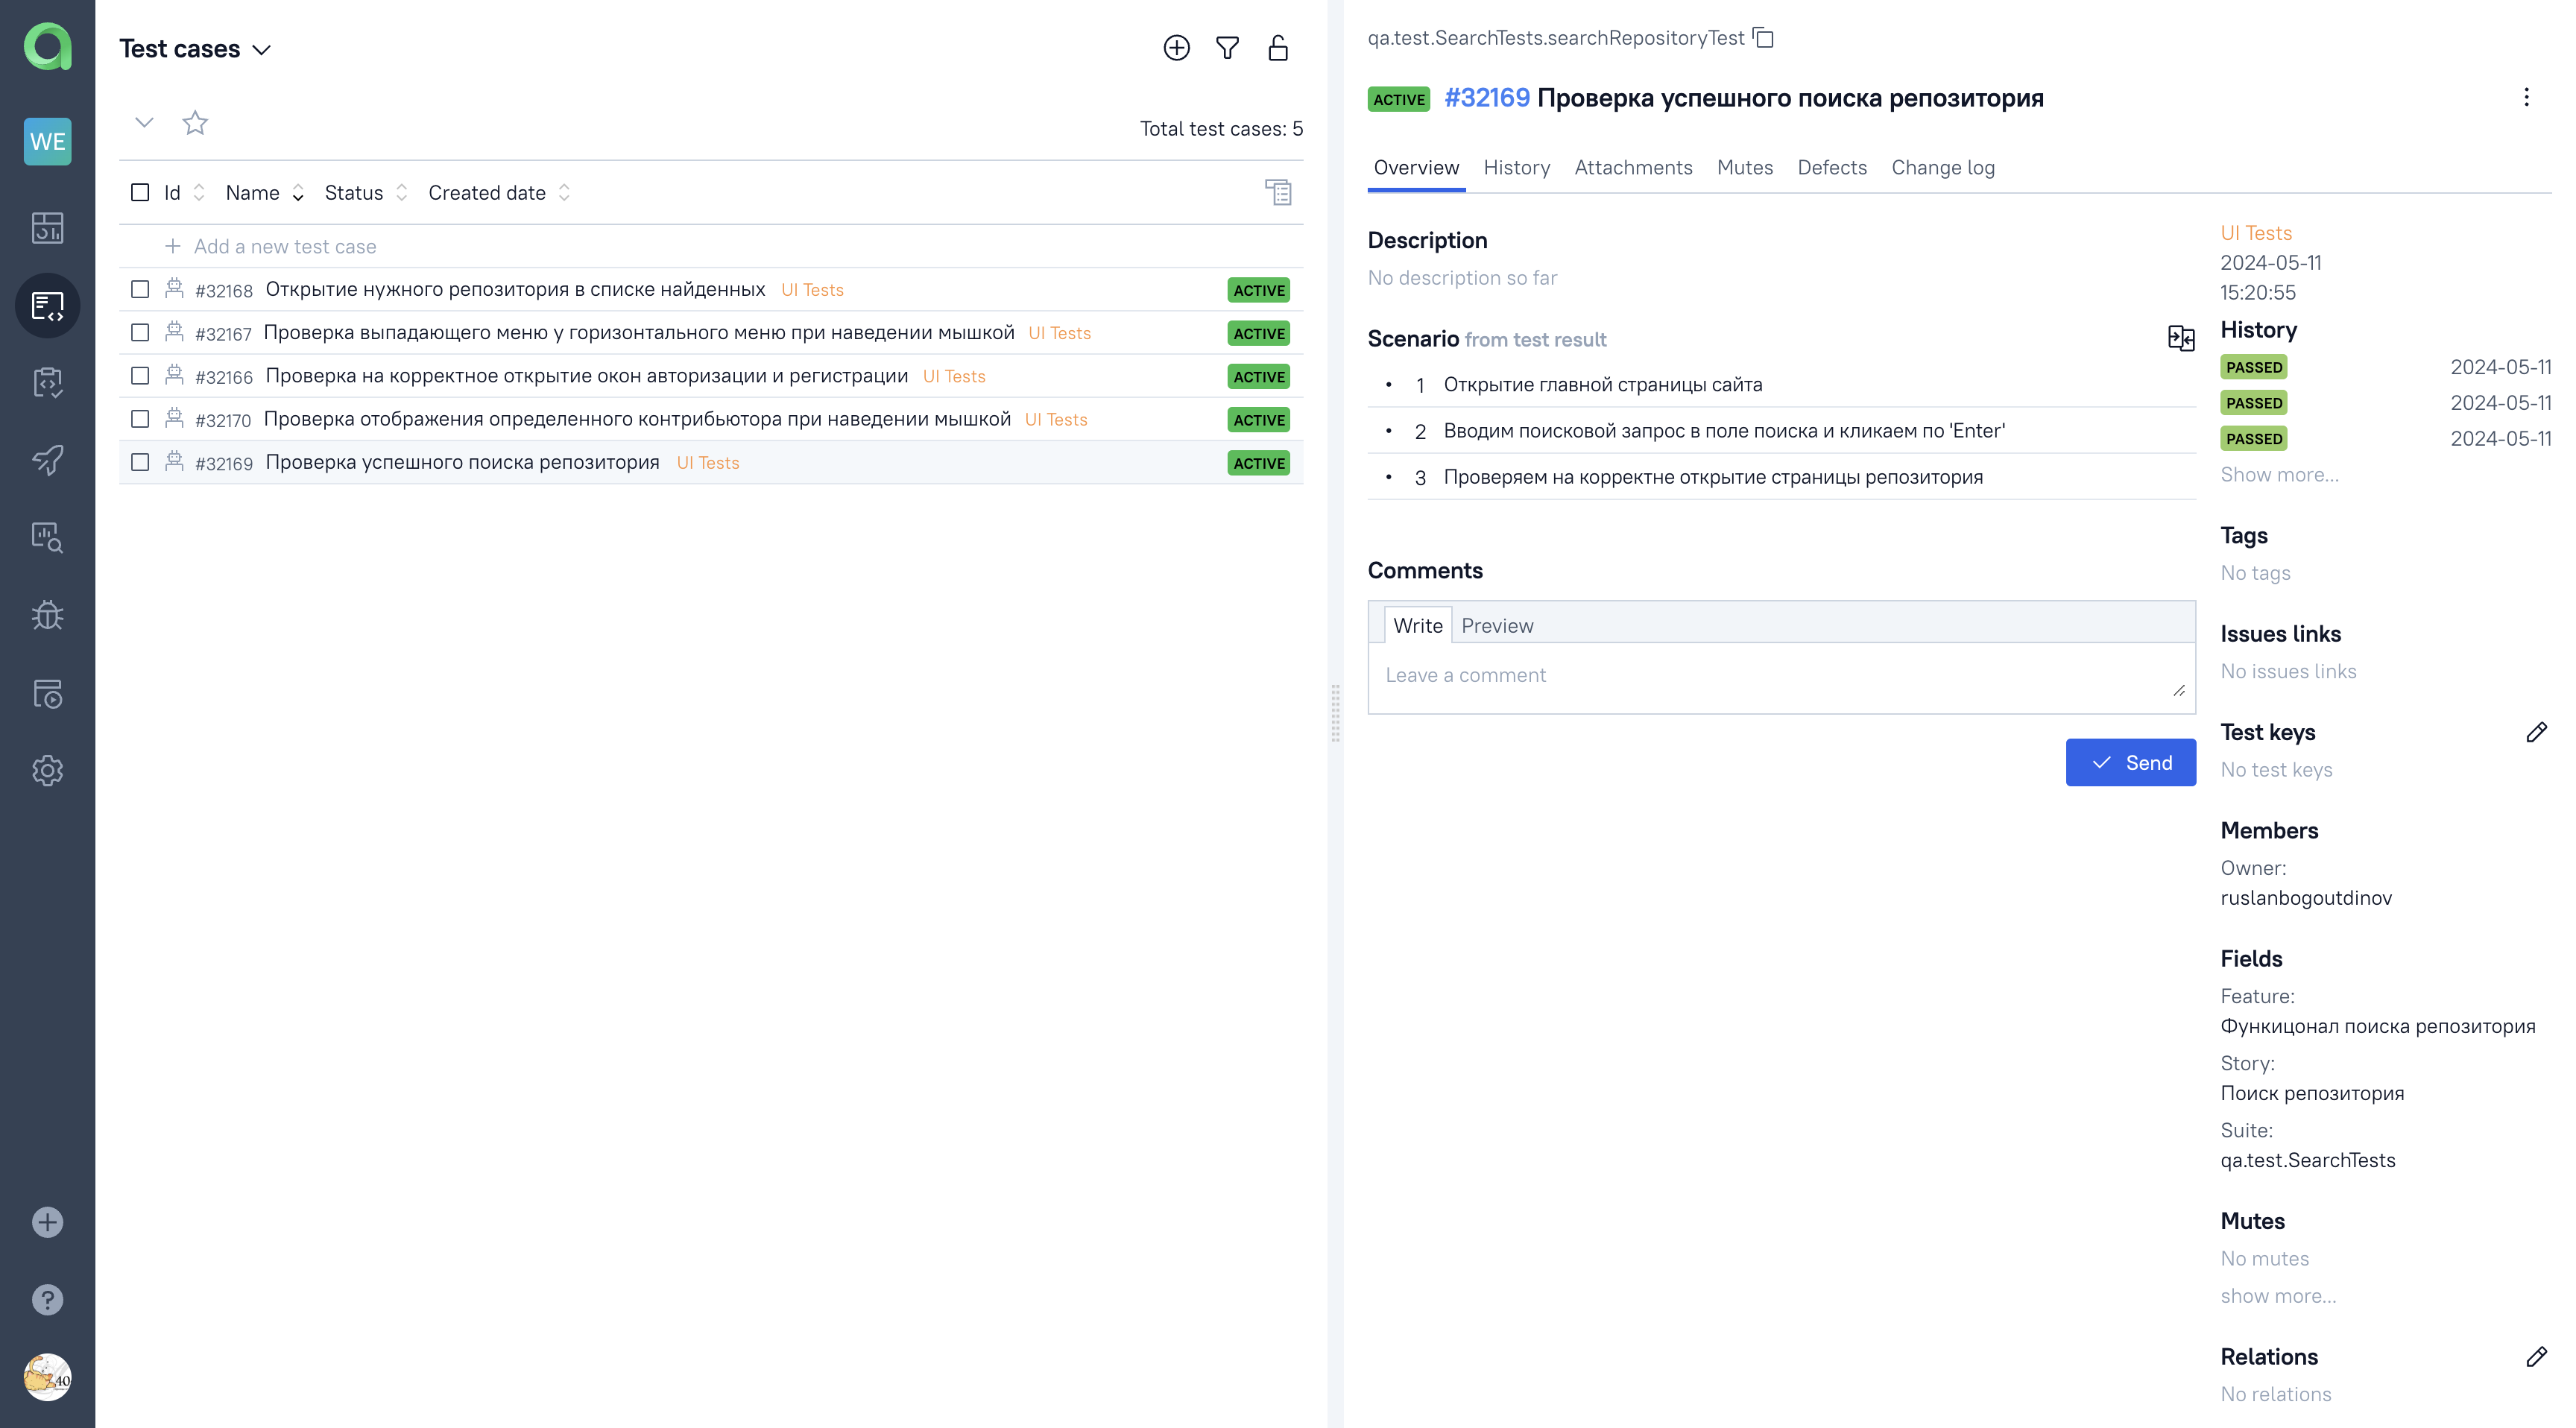 WE
40
Test cases
Total test cases: 5
Id Name Status Created date
Add a new test case
#32168 Открытие нужного репозитория в списке найденных UI Tests ACTIVE
#32167 Проверка выпадающего меню у горизонтального меню при наведении мышкой UI Tests ACTIVE
#32166 Проверка на корректное открытие окон авторизации и регистрации UI Tests ACTIVE
#32170 Проверка отображения определенного контрибьютора при наведении мышкой UI Tests ACTIVE
#32169 Проверка успешного поиска репозитория UI Tests ACTIVE
qa.test.SearchTests.searchRepositoryTest
ACTIVE #32169 Проверка успешного поиска репозитория
Overview History Attachments Mutes Defects Change log
Description
No description so far
Scenario from test result
• 1 Открытие главной страницы сайта
• 2 Вводим поисковой запрос в поле поиска и кликаем по 'Enter'
• 3 Проверяем на корректне открытие страницы репозитория
Comments
Write Preview
Leave a comment
Send
UI Tests
2024-05-11
15:20:55
History
PASSED 2024-05-11
PASSED 2024-05-11
PASSED 2024-05-11
Show more...
Tags
No tags
Issues links
No issues links
Test keys
No test keys
Members
Owner:
ruslanbogoutdinov
Fields
Feature:
Функицонал поиска репозитория
Story:
Поиск репозитория
Suite:
qa.test.SearchTests
Mutes
No mutes
show more...
Relations
No relations